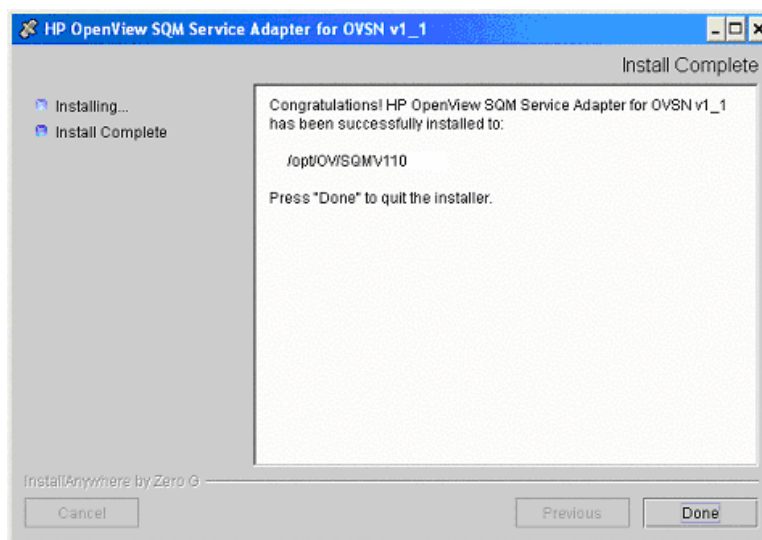 HP OpenView SQM Service Adapter for OVSN v1_1
Install Complete
Installing...
Install Complete
Congratulations! HP OpenView SQM Service Adapter for OVSN v1_1
has been successfully installed to:
/opt/OV/SQMV110
Press "Done" to quit the installer.
InstallAnywhere by Zero G
Cancel
Previous
Done